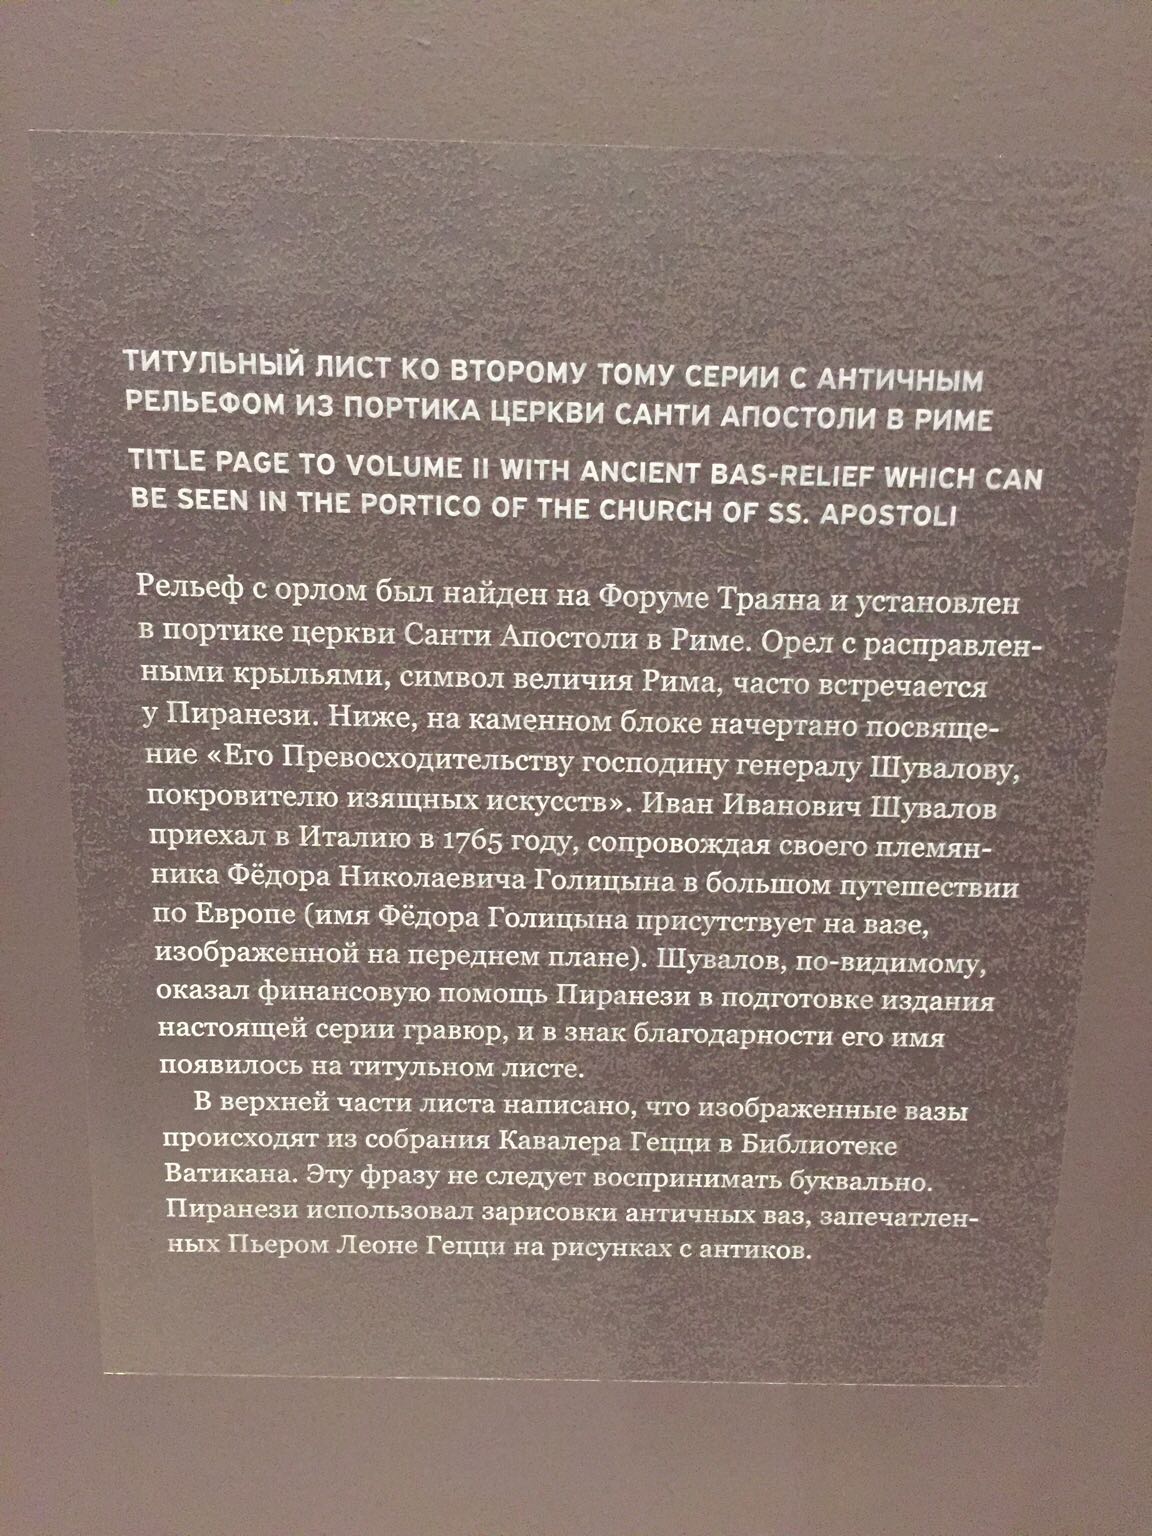 ТИТУЛЬНЫЙ ЛИСТ КО ВТОРОМУ ТОМУ СЕРИИ С АНТИЧНЫМ
РЕЛЬЕФОМ ИЗ ПОРТИКА ЦЕРКВИ САНТИ АПОСТОЛИ В РИМЕ
TITLE PAGE TO VOLUME II WITH ANCIENT BAS-RELIEF WHICH CAN
BE SEEN IN THE PORTICO OF THE CHURCH OF SS. APOSTOLI
Рельеф с орлом был найден на Форуме Траяна и установлен
в портике церкви Санти Апостоли в Риме. Орел с расправлен-
ными крыльями, символ величия Рима, часто встречается
у Пиранези. Ниже, на каменном блоке начертано посвяще-
ние «Его Превосходительству господину генералу Шувалову,
покровителю изящных искусств». Иван Иванович Шувалов
приехал в Италию в 1765 году, сопровождая своего племян-
ника Фёдора Николаевича Голицына в большом путешествии
по Европе (имя Фёдора Голицына присутствует на вазе,
изображенной на переднем плане). Шувалов, по-видимому,
оказал финансовую помощь Пиранези в подготовке издания
настоящей серии гравюр, и в знак благодарности его имя
появилось на титульном листе.
В верхней части листа написано, что изображенные вазы
происходят из собрания Кавалера Гецци в Библиотеке
Ватикана. Эту фразу не следует воспринимать буквально.
Пиранези использовал зарисовки античных ваз, запечатлен-
ных Пьером Леоне Гецци на рисунках с антиков.